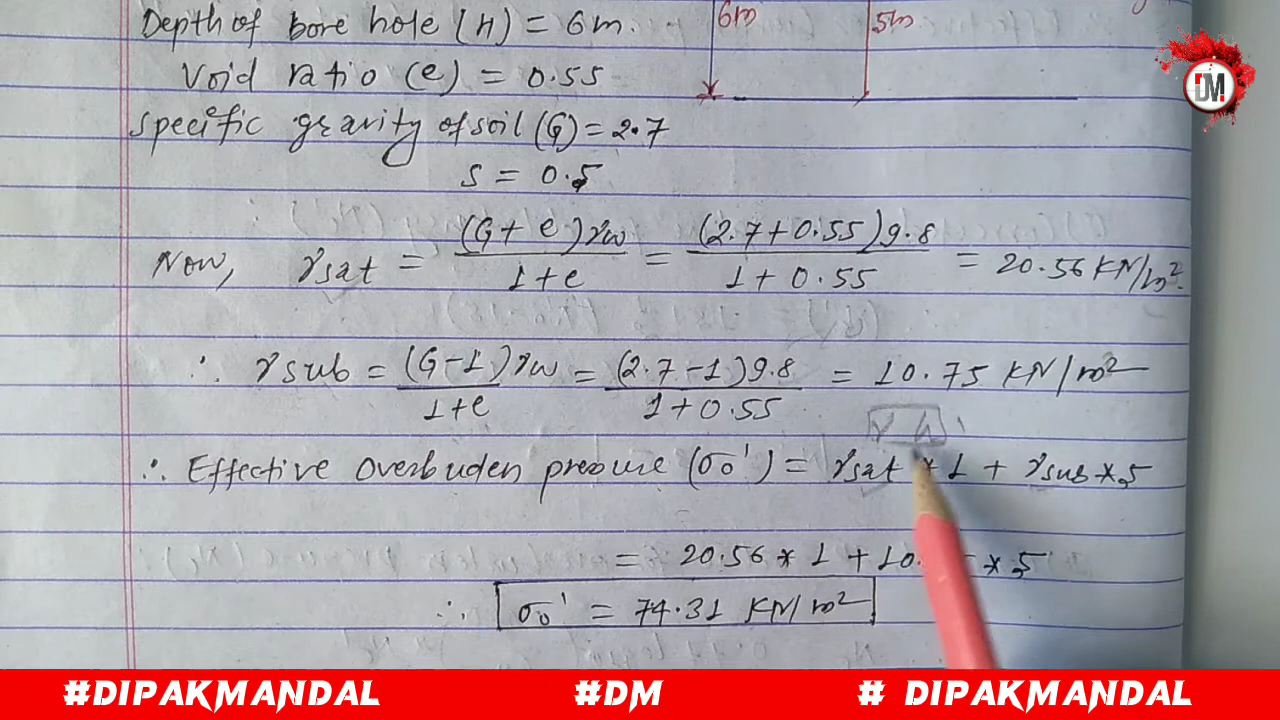 Depth of bore hole (H) = 6m.
6m
5m
DM
Void ratio (e) = 0.55
Specific gravity of soil (G) = 2.7
S = 0.5
Now, γsat = (G + e)γw / 1+e = (2.7+0.55)9.8 / 1+0.55 = 20.56 KN/m².
∴ γsub = (G-1)γw / 1+e = (2.7-1)9.8 / 1+0.55 = 10.75 KN/m²
γ h
∴ Effective Overbuden pressure (σo') = γsat * 1 + γsub * 5
= 20.56 * 1 + 10. * 5
∴ σo' = 74.31 KN/m²
#DIPAKMANDAL #DM # DIPAKMANDAL